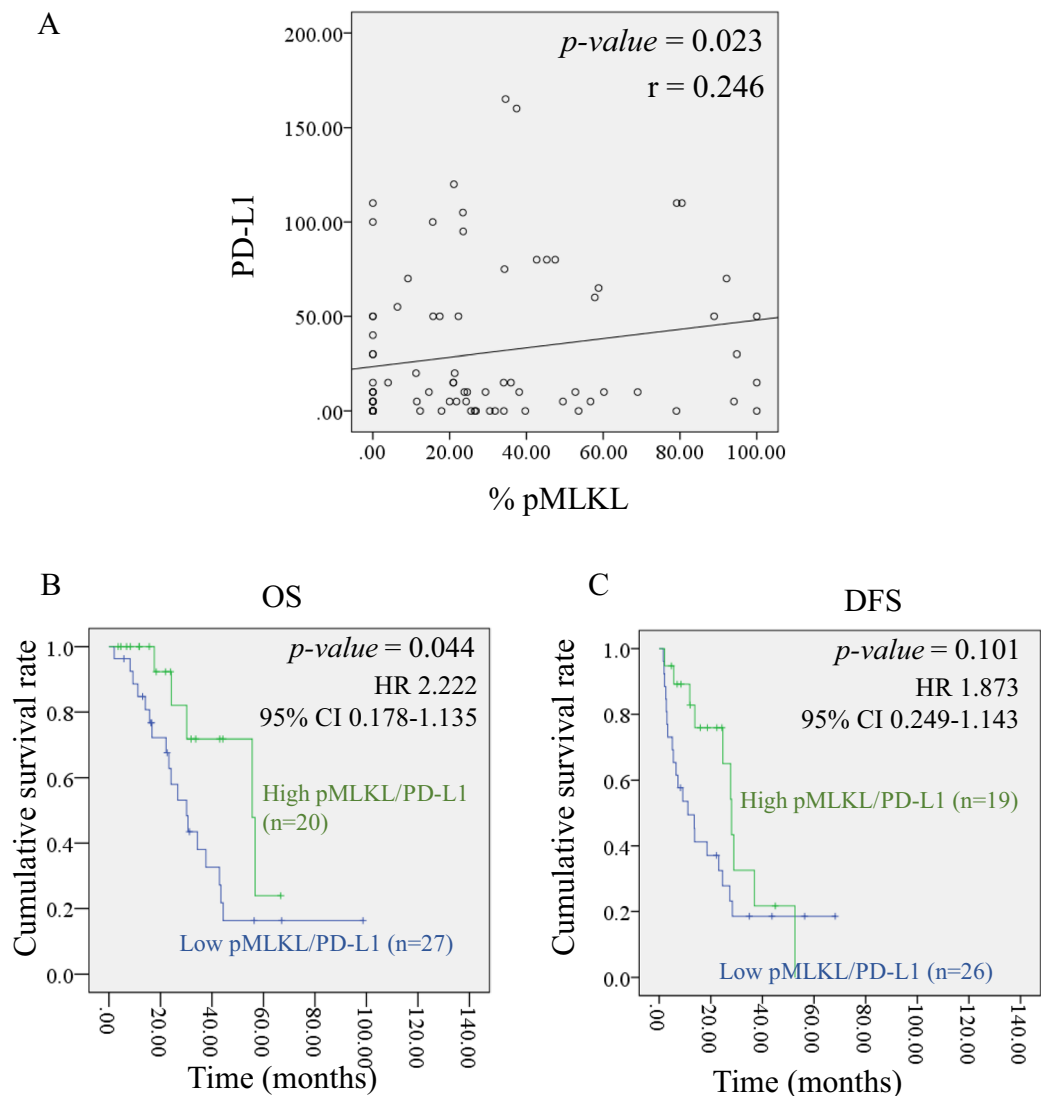 A
p-value = 0.023
r = 0.246
PD-L1
200.00
150.00
100.00
50.00
.00
.00 20.00 40.00 60.00 80.00 100.00
% pMLKL
B
OS
p-value = 0.044
HR 2.222
95% CI 0.178-1.135
Cumulative survival rate
1.0
0.8
0.6
0.4
0.2
0.0
High pMLKL/PD-L1
(n=20)
Low pMLKL/PD-L1 (n=27)
.00 20.00 40.00 60.00 80.00 100.00 120.00 140.00
Time (months)
C
DFS
p-value = 0.101
HR 1.873
95% CI 0.249-1.143
Cumulative survival rate
1.0
0.8
0.6
0.4
0.2
0.0
High pMLKL/PD-L1 (n=19)
Low pMLKL/PD-L1 (n=26)
.00 20.00 40.00 60.00 80.00 100.00 120.00 140.00
Time (months)